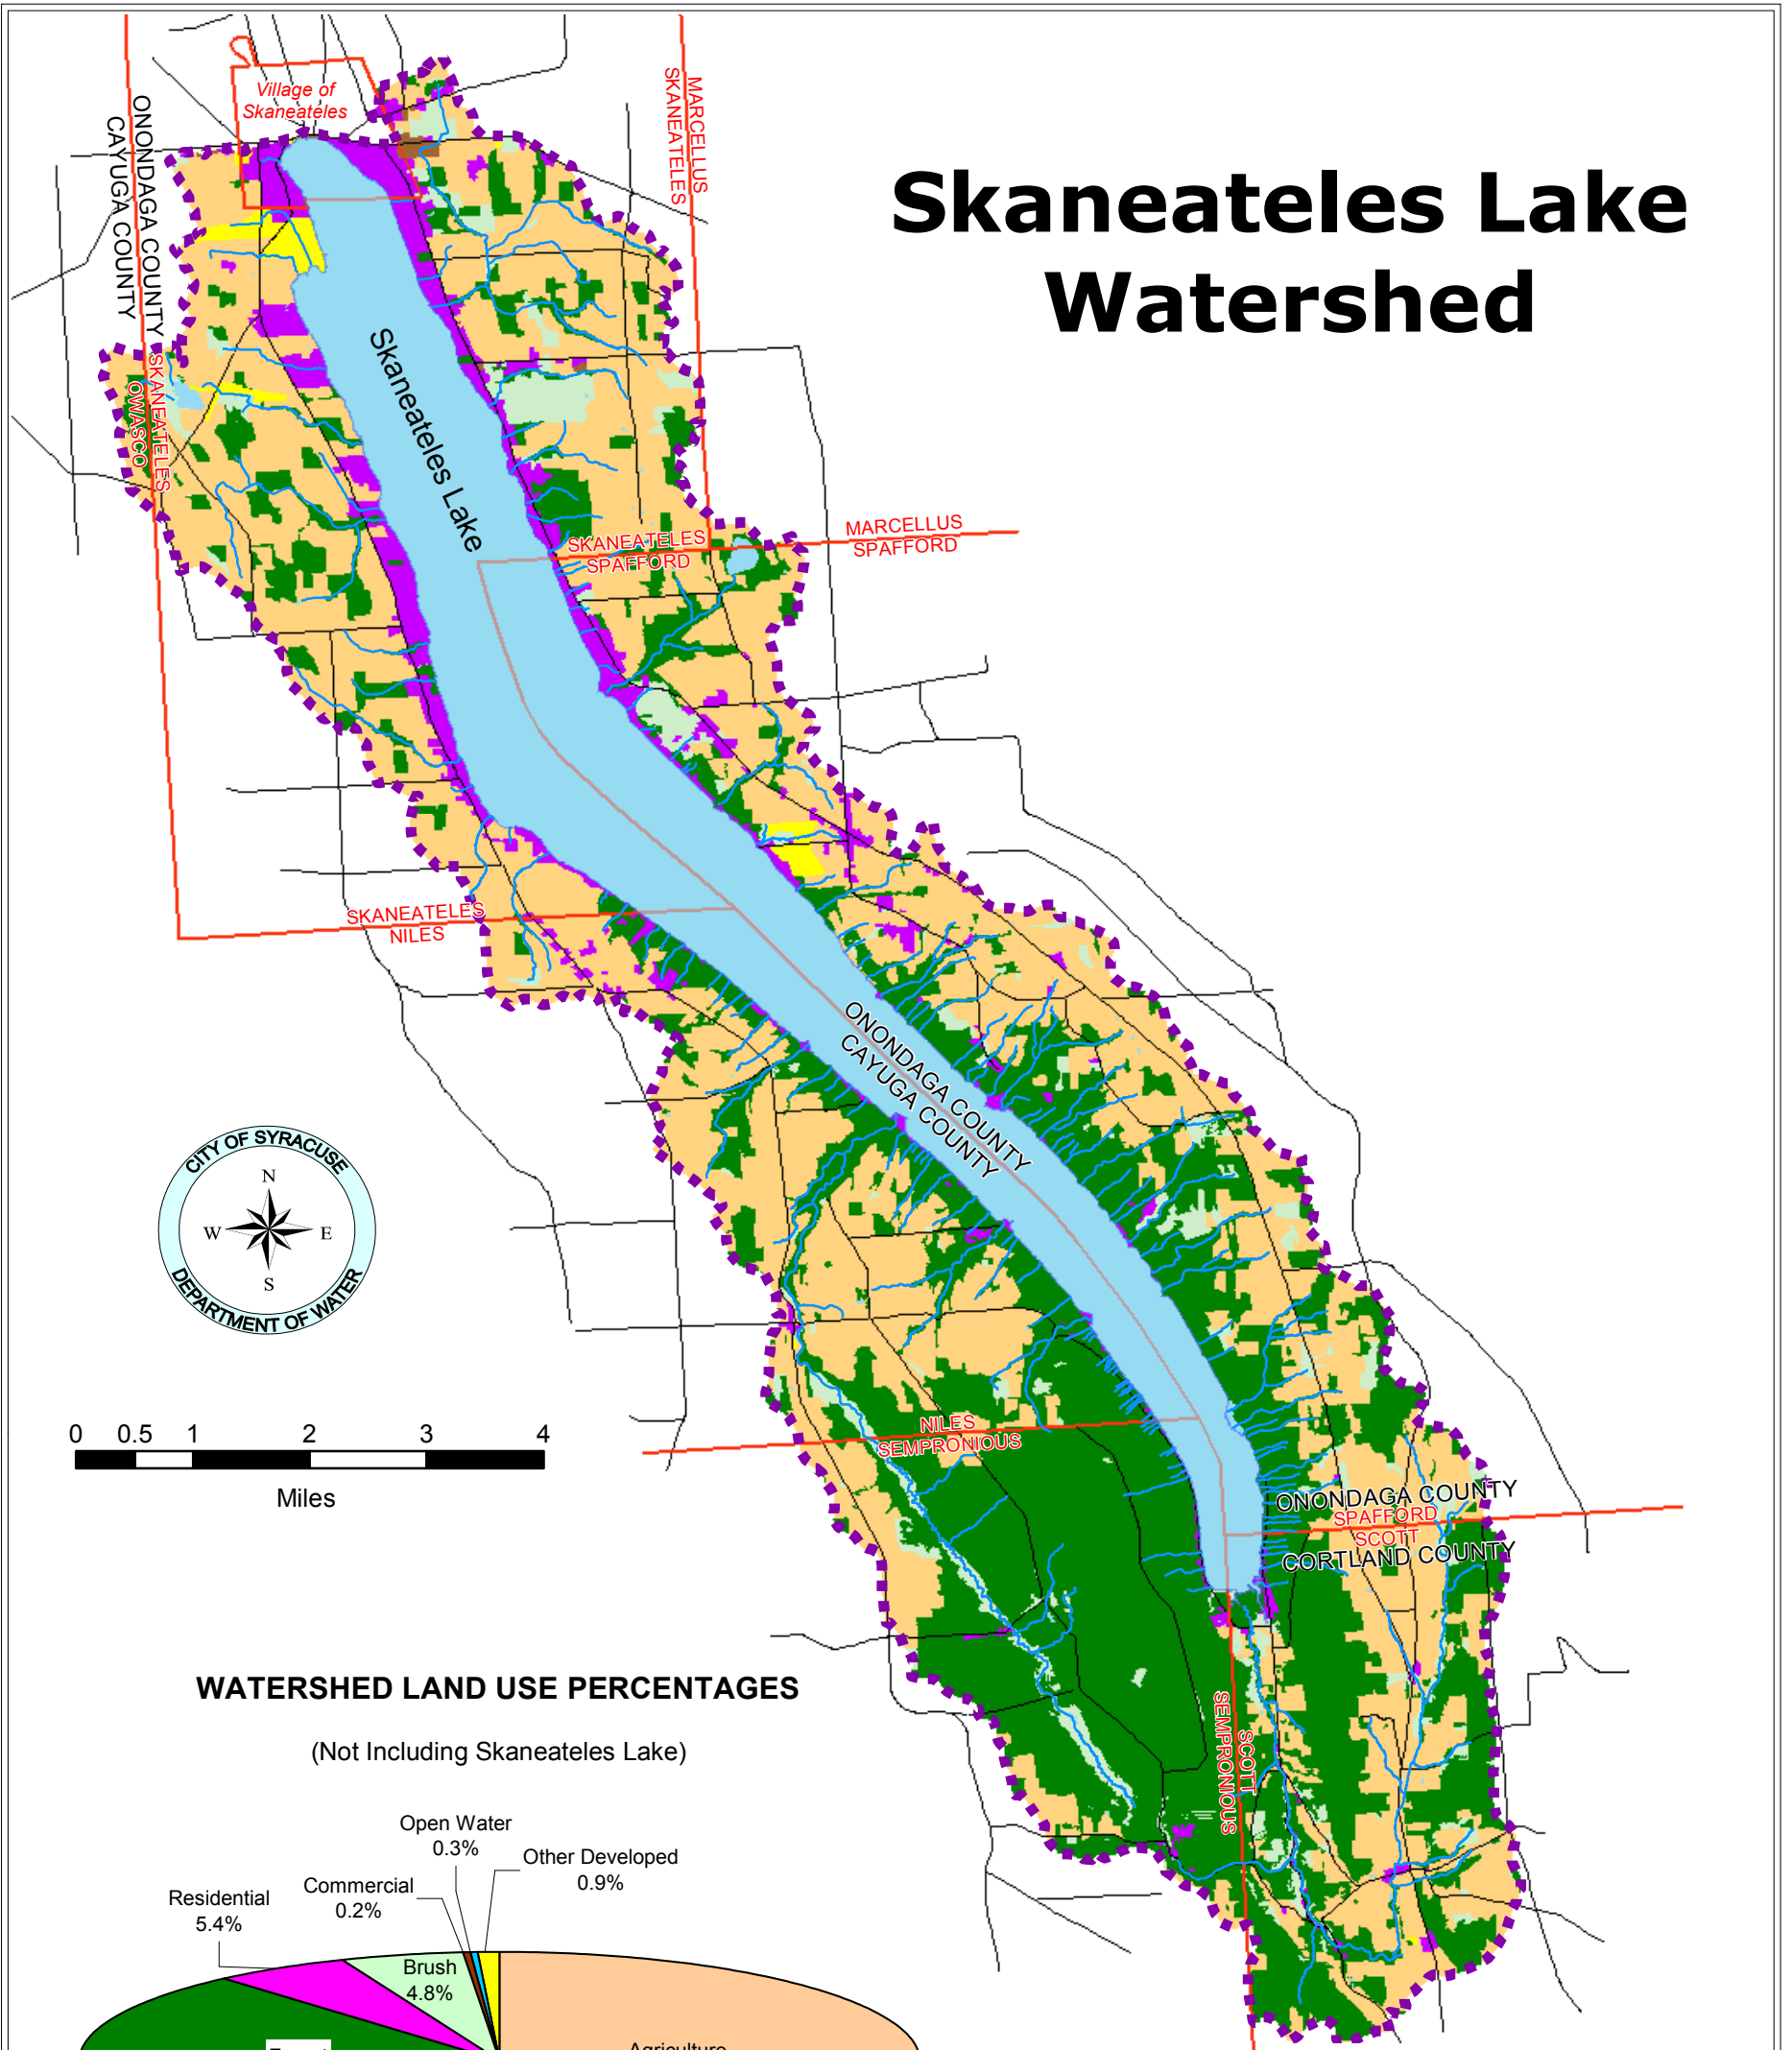 Skaneateles Lake
Watershed
Village of
Skaneateles
ONONDAGA COUNTY
CAYUGA COUNTY
MARCELLUS
SKANEATELES
SKANEATELES
OWASCO
Skaneateles Lake
SKANEATELES
SPAFFORD
MARCELLUS
SPAFFORD
SKANEATELES
NILES
ONONDAGA COUNTY
CAYUGA COUNTY
CITY OF SYRACUSE
N
W
E
S
DEPARTMENT OF WATER
NILES
SEMPRONIOUS
0 0.5 1 2 3 4
Miles
ONONDAGA COUNTY
SPAFFORD
SCOTT
CORTLAND COUNTY
SCOTT
SEMPRONIOUS
WATERSHED LAND USE PERCENTAGES
(Not Including Skaneateles Lake)
Open Water
0.3%
Other Developed
0.9%
Commercial
0.2%
Residential
5.4%
Brush
4.8%